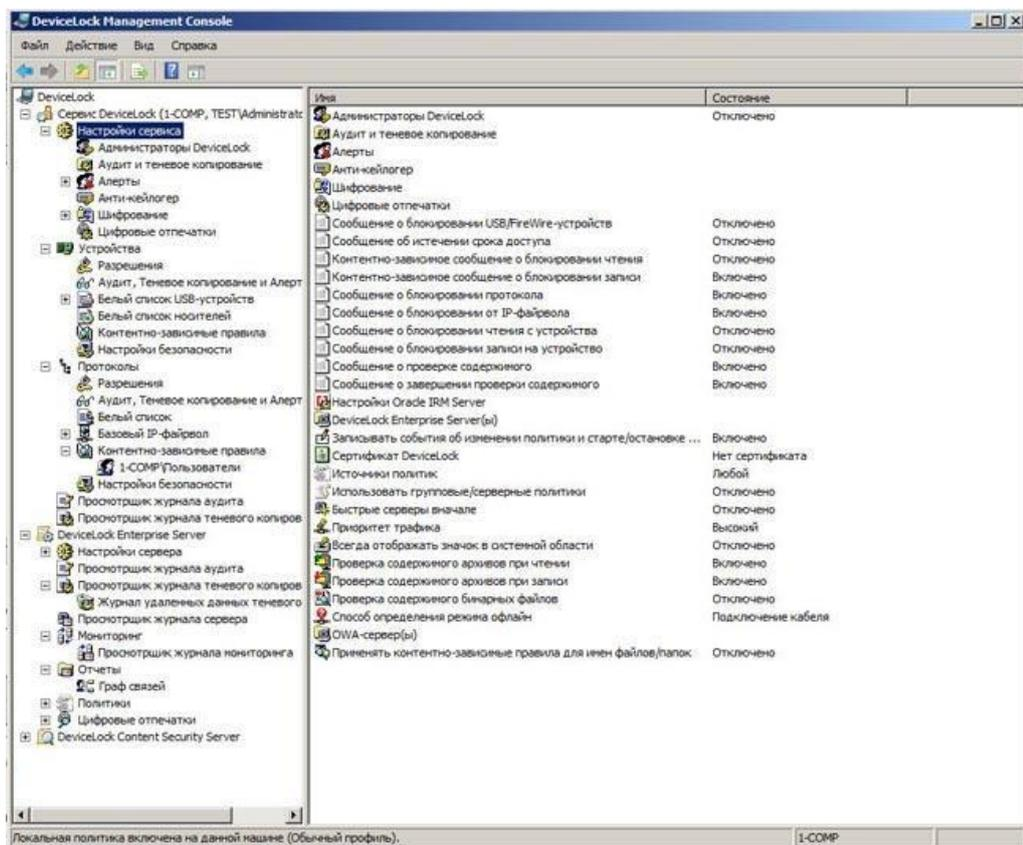 DeviceLock Management Console
Файл Действие Вид Справка
DeviceLock
Сервис DeviceLock (1-COMP, TEST\Administratc
Настройки сервиса
Администраторы DeviceLock
Аудит и теневое копирование
Алерты
Анти-кейлогер
Шифрование
Цифровые отпечатки
Устройства
Разрешения
Аудит, Теневое копирование и Алерт
Белый список USB-устройств
Белый список носителей
Контентно-зависимые правила
Настройки безопасности
Протоколы
Разрешения
Аудит, Теневое копирование и Алерт
Белый список
Базовый IP-файрвол
Контентно-зависимые правила
1-COMP\Пользователи
Настройки безопасности
Просмотрщик журнала аудита
Просмотрщик журнала теневого копиров
DeviceLock Enterprise Server
Настройки сервера
Просмотрщик журнала аудита
Просмотрщик журнала теневого копиров
Журнал удаленных данных теневого
Просмотрщик журнала сервера
Мониторинг
Просмотрщик журнала мониторинга
Отчеты
Граф связей
Политики
Цифровые отпечатки
DeviceLock Content Security Server
Имя Состояние
Администраторы DeviceLock Отключено
Аудит и теневое копирование
Алерты
Анти-кейлогер
Шифрование
Цифровые отпечатки
Сообщение о блокировании USB/FireWire-устройств Отключено
Сообщение об истечении срока доступа Отключено
Контентно-зависимое сообщение о блокировании чтения Отключено
Контентно-зависимое сообщение о блокировании записи Включено
Сообщение о блокировании протокола Включено
Сообщение о блокировании от IP-файрвола Включено
Сообщение о блокировании чтения с устройства Отключено
Сообщение о блокировании записи на устройство Отключено
Сообщение о проверке содержимого Включено
Сообщение о завершении проверки содержимого Включено
Настройки Oracle IRM Server
DeviceLock Enterprise Server(ы)
Записывать события об изменении политики и старте/остановке ... Включено
Сертификат DeviceLock Нет сертификата
Источники политик Любой
Использовать групповые/серверные политики Отключено
Быстрые серверы вначале Отключено
Приоритет трафика Высокий
Всегда отображать значок в системной области Отключено
Проверка содержимого архивов при чтении Включено
Проверка содержимого архивов при записи Включено
Проверка содержимого бинарных файлов Отключено
Способ определения режима офлайн Подключение кабеля
OWA-сервер(ы)
Применять контентно-зависимые правила для имен файлов/папок Отключено
Локальная политика включена на данной машине (Обычный профиль). 1-COMP